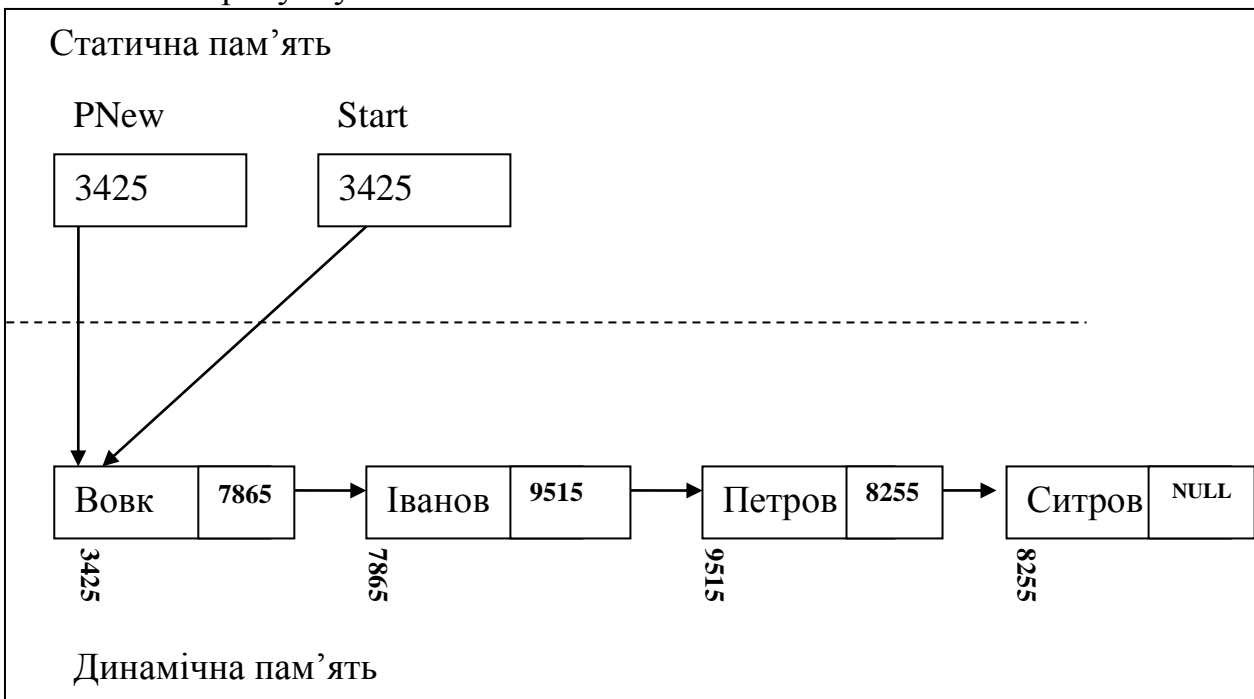 Статична пам’ять
PNew Start
3425 3425
Вовк 7865 Іванов 9515 Петров 8255 Ситров NULL
3425 7865 9515 8255
Динамічна пам’ять